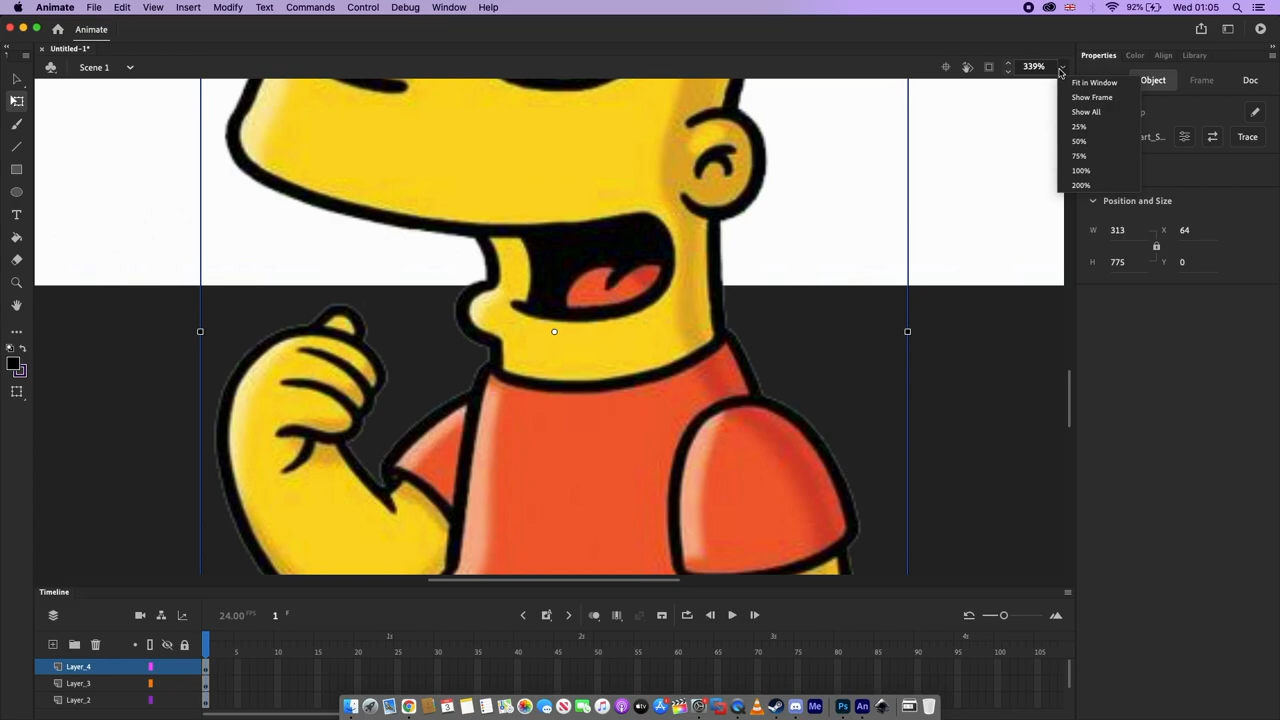 Animate File Edit View Insert Modify Text Commands Control Debug Window Help 92% Wed 01:05
Animate
Untitled-1*
Scene 1 339%
Properties Color Align Library
Fit in Window
Show Frame
Show All
25%
50%
75%
100%
200%
Object Frame Doc
Trace
Position and Size
W 313 X 64
H 775 Y 0
Timeline
24.00 FPS 1 F
1s 2s 3s 4s
5 10 15 20 25 30 35 40 45 50 55 60 65 70 75 80 85 90 95 100 105
Layer_4
Layer_3
Layer_2